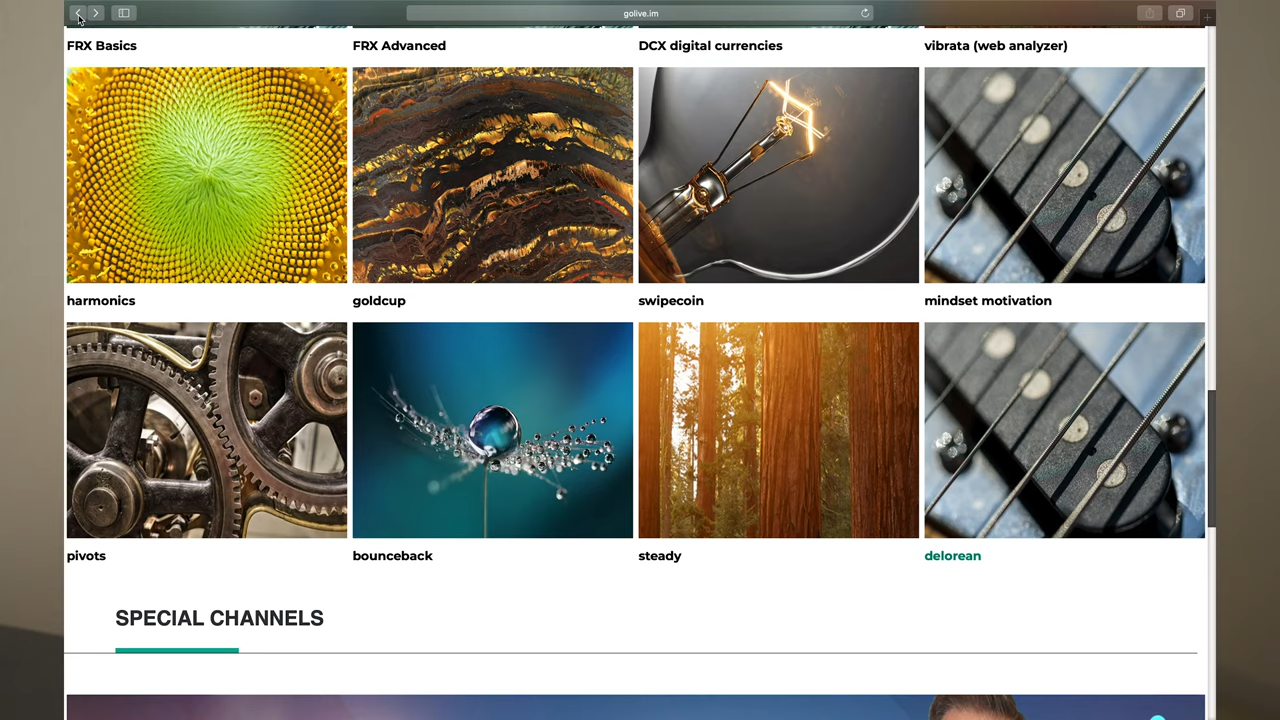 golive.im
FRX Basics
FRX Advanced
DCX digital currencies
vibrata (web analyzer)
harmonics
goldcup
swipecoin
mindset motivation
pivots
bounceback
steady
delorean
SPECIAL CHANNELS